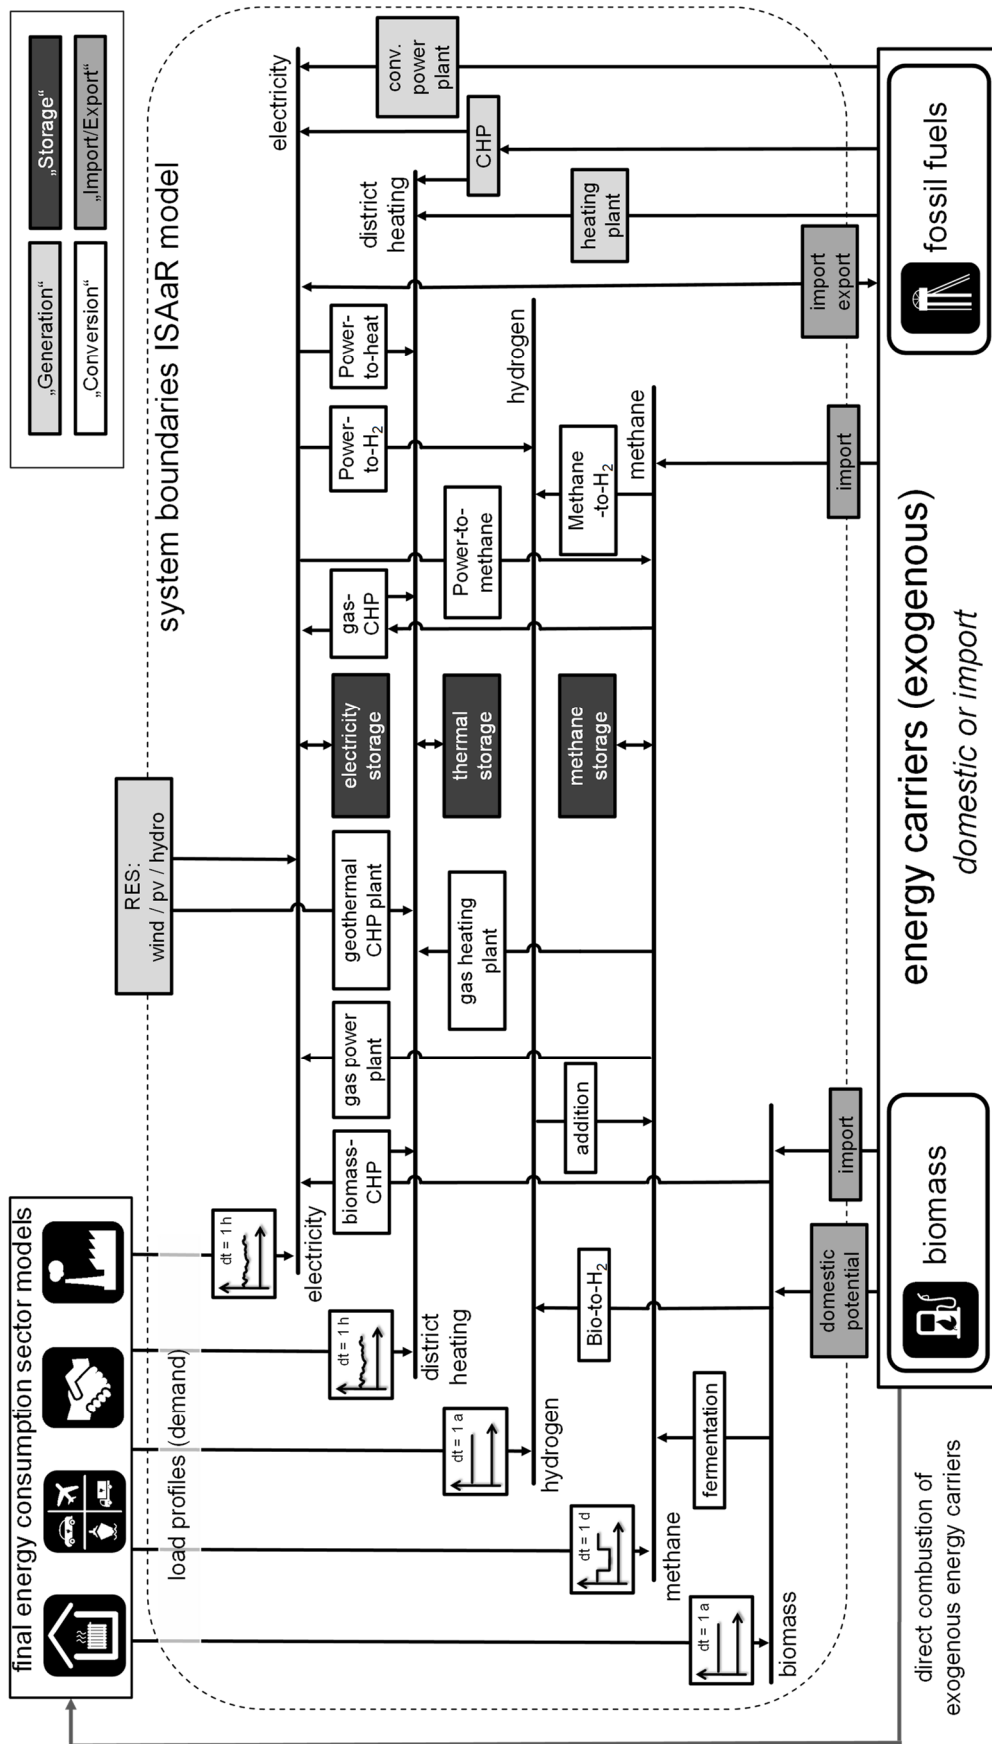 final energy consumption sector models
„Generation“
„Storage“
„Conversion“
„Import/Export“
RES:
wind / pv / hydro
load profiles (demand)
system boundaries ISAaR model
dt = 1 h
electricity
electricity
dt = 1 h
biomass-
CHP
gas power
plant
geothermal
CHP plant
electricity
storage
gas-
CHP
Power-
to-H₂
Power-
to-heat
conv.
power
plant
district
heating
district
heating
CHP
dt = 1 a
gas heating
plant
thermal
storage
Power-to-
methane
hydrogen
hydrogen
heating
plant
dt = 1 d
Bio-to-H₂
addition
methane
storage
Methane
-to-H₂
methane
methane
dt = 1 a
fermentation
biomass
domestic
potential
import
import
import
export
direct combustion of
exogenous energy carriers
biomass
energy carriers (exogenous)
domestic or import
fossil fuels